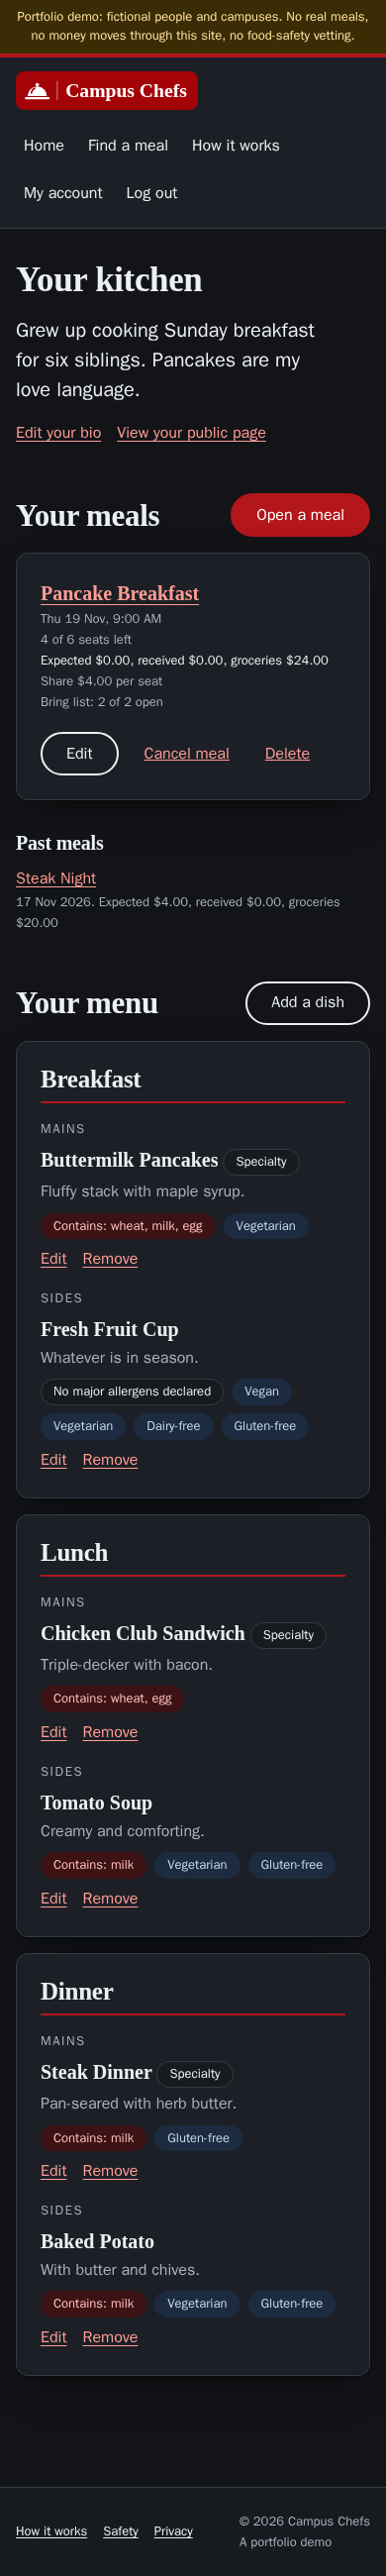 Portfolio demo: fictional people and campuses. No real meals,
no money moves through this site, no food-safety vetting.
Campus Chefs
Home Find a meal How it works
My account Log out
Your kitchen
Grew up cooking Sunday breakfast
for six siblings. Pancakes are my
love language.
Edit your bio View your public page
Your meals Open a meal
Pancake Breakfast
Thu 19 Nov, 9:00 AM
4 of 6 seats left
Expected $0.00, received $0.00, groceries $24.00
Share $4.00 per seat
Bring list: 2 of 2 open
Edit Cancel meal Delete
Past meals
Steak Night
17 Nov 2026. Expected $4.00, received $0.00, groceries
$20.00
Your menu Add a dish
Breakfast
MAINS
Buttermilk Pancakes Specialty
Fluffy stack with maple syrup.
Contains: wheat, milk, egg Vegetarian
Edit Remove
SIDES
Fresh Fruit Cup
Whatever is in season.
No major allergens declared Vegan
Vegetarian Dairy-free Gluten-free
Edit Remove
Lunch
MAINS
Chicken Club Sandwich Specialty
Triple-decker with bacon.
Contains: wheat, egg
Edit Remove
SIDES
Tomato Soup
Creamy and comforting.
Contains: milk Vegetarian Gluten-free
Edit Remove
Dinner
MAINS
Steak Dinner Specialty
Pan-seared with herb butter.
Contains: milk Gluten-free
Edit Remove
SIDES
Baked Potato
With butter and chives.
Contains: milk Vegetarian Gluten-free
Edit Remove
How it works Safety Privacy
© 2026 Campus Chefs
A portfolio demo